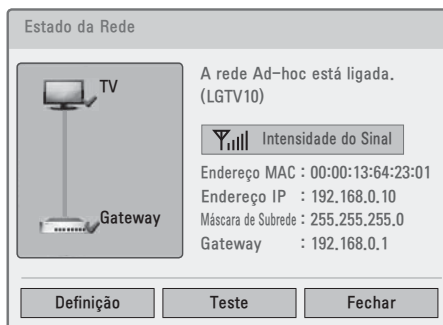 Estado da Rede
TV
Gateway
A rede Ad-hoc está ligada.
(LGTV10)
Intensidade do Sinal
Endereço MAC : 00:00:13:64:23:01
Endereço IP : 192.168.0.10
Máscara de Subrede : 255.255.255.0
Gateway : 192.168.0.1
Definição
Teste
Fechar